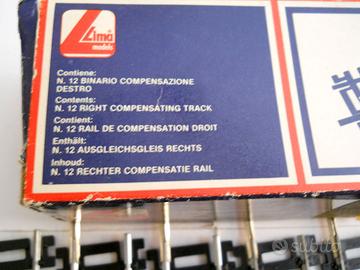 Lima
models
Contiene:
N. 12 BINARIO COMPENSAZIONE
DESTRO
Contents:
N. 12 RIGHT COMPENSATING TRACK
Contient:
N. 12 RAIL DE COMPENSATION DROIT
Enthält:
N. 12 AUSGLEICHSGLEIS RECHTS
Inhoud:
N. 12 RECHTER COMPENSATIE RAIL
subito